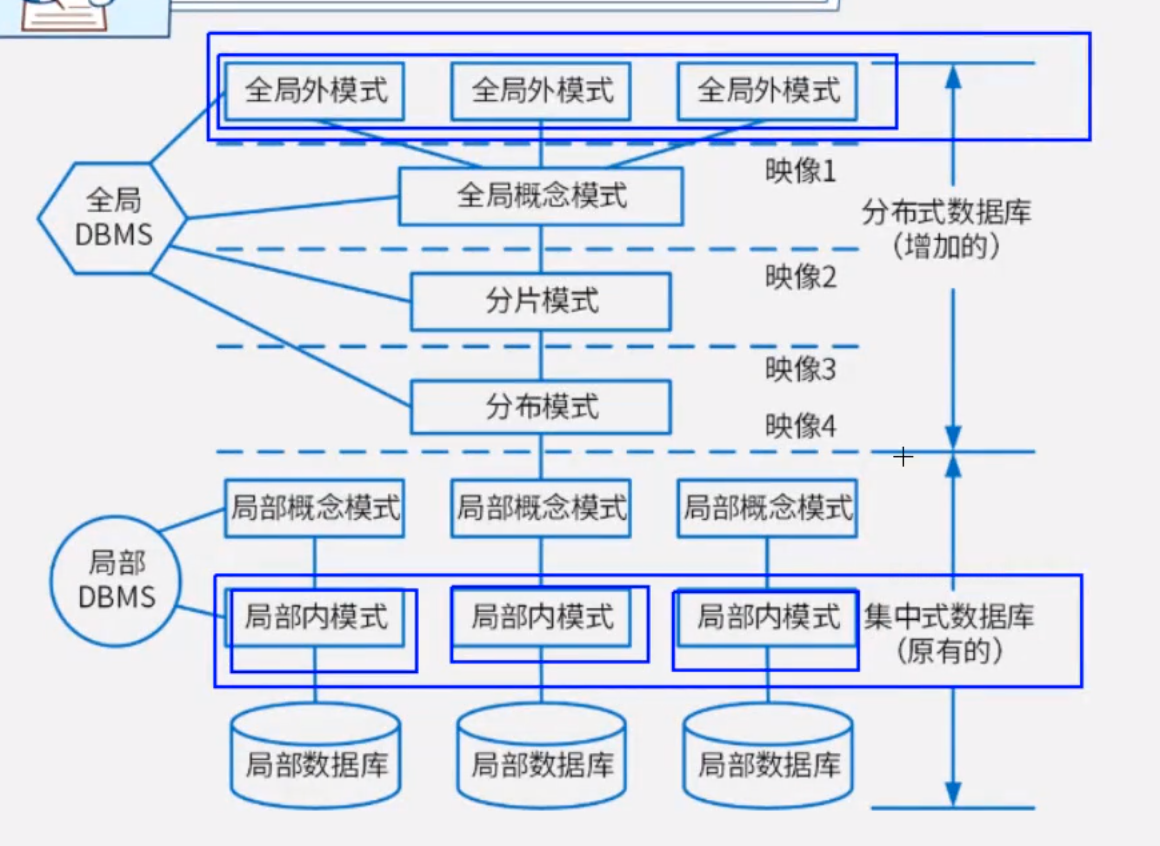 全局外模式 全局外模式 全局外模式
映像1
全局概念模式
全局
DBMS
分布式数据库
（增加的）
映像2
分片模式
映像3
分布模式
映像4
局部概念模式 局部概念模式 局部概念模式
局部
DBMS
局部内模式 局部内模式 局部内模式
集中式数据库
（原有的）
局部数据库 局部数据库 局部数据库